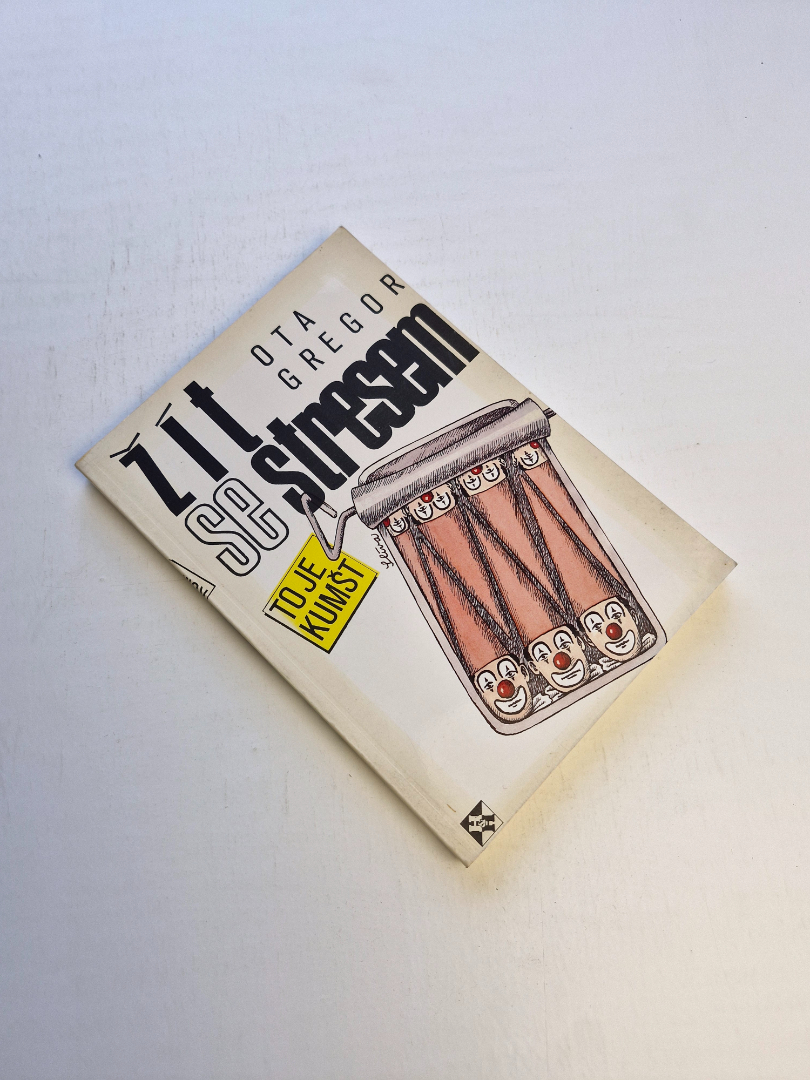 OTA
GREGOR
Žít
se stresem
TO JE
KUMŠT